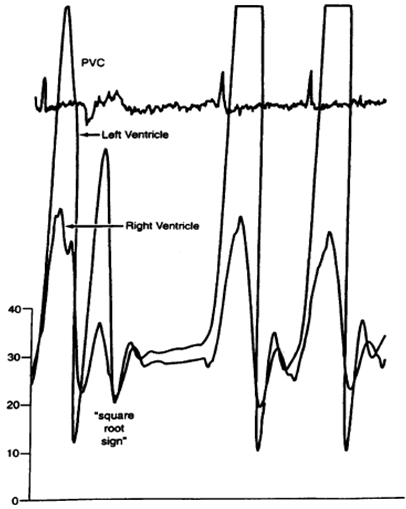 PVC
Left Ventricle
Right Ventricle
40
30
20
10
0
"square
root
sign"